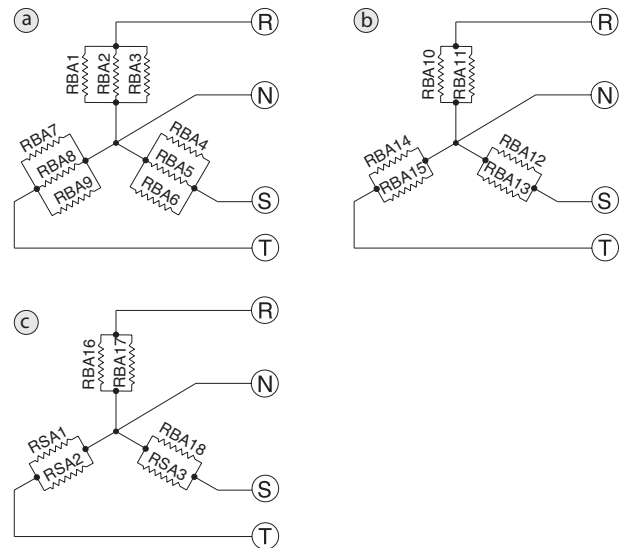 a
R
RBA1
RBA2
RBA3
N
RBA7
RBA8
RBA9
RBA4
RBA5
RBA6
S
T
b
R
RBA10
RBA11
N
RBA14
RBA15
RBA12
RBA13
S
T
c
R
RBA16
RBA17
N
RSA1
RSA2
RBA18
RSA3
S
T